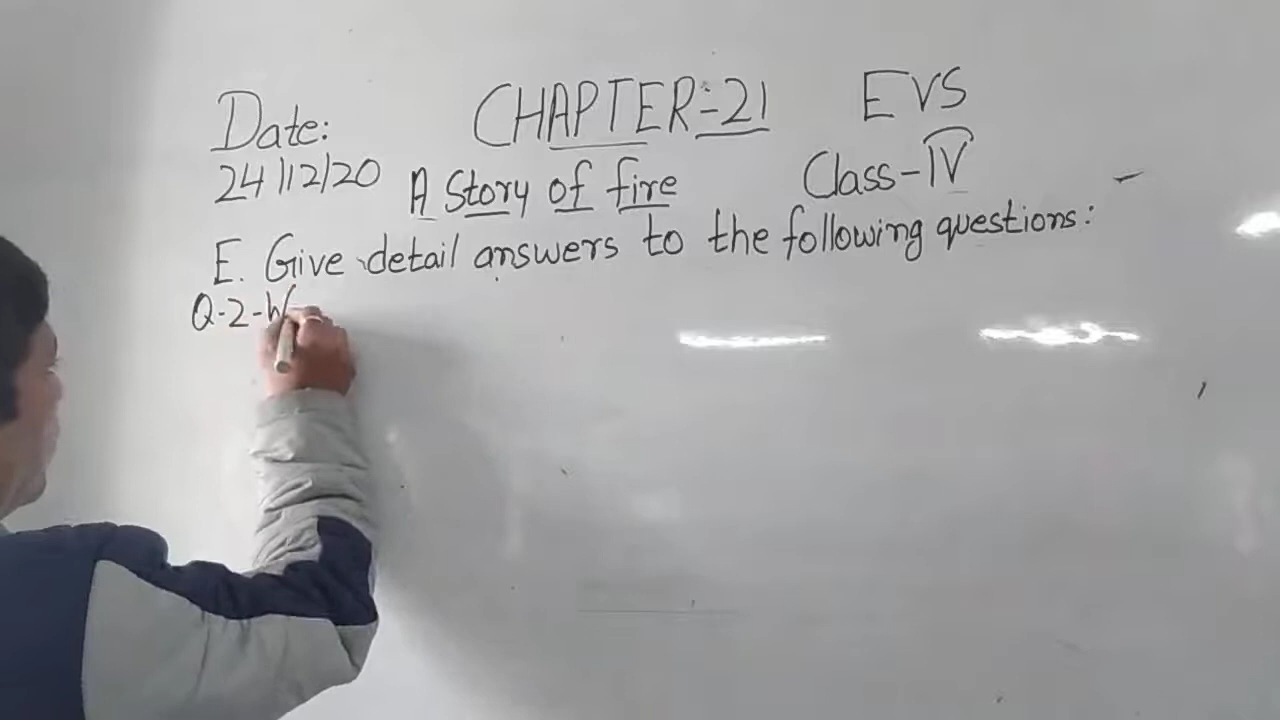 Date: CHAPTER:-21 EVS
24/12/20 A Story of fire Class-IV
E. Give detail answers to the following questions:
Q-2-W